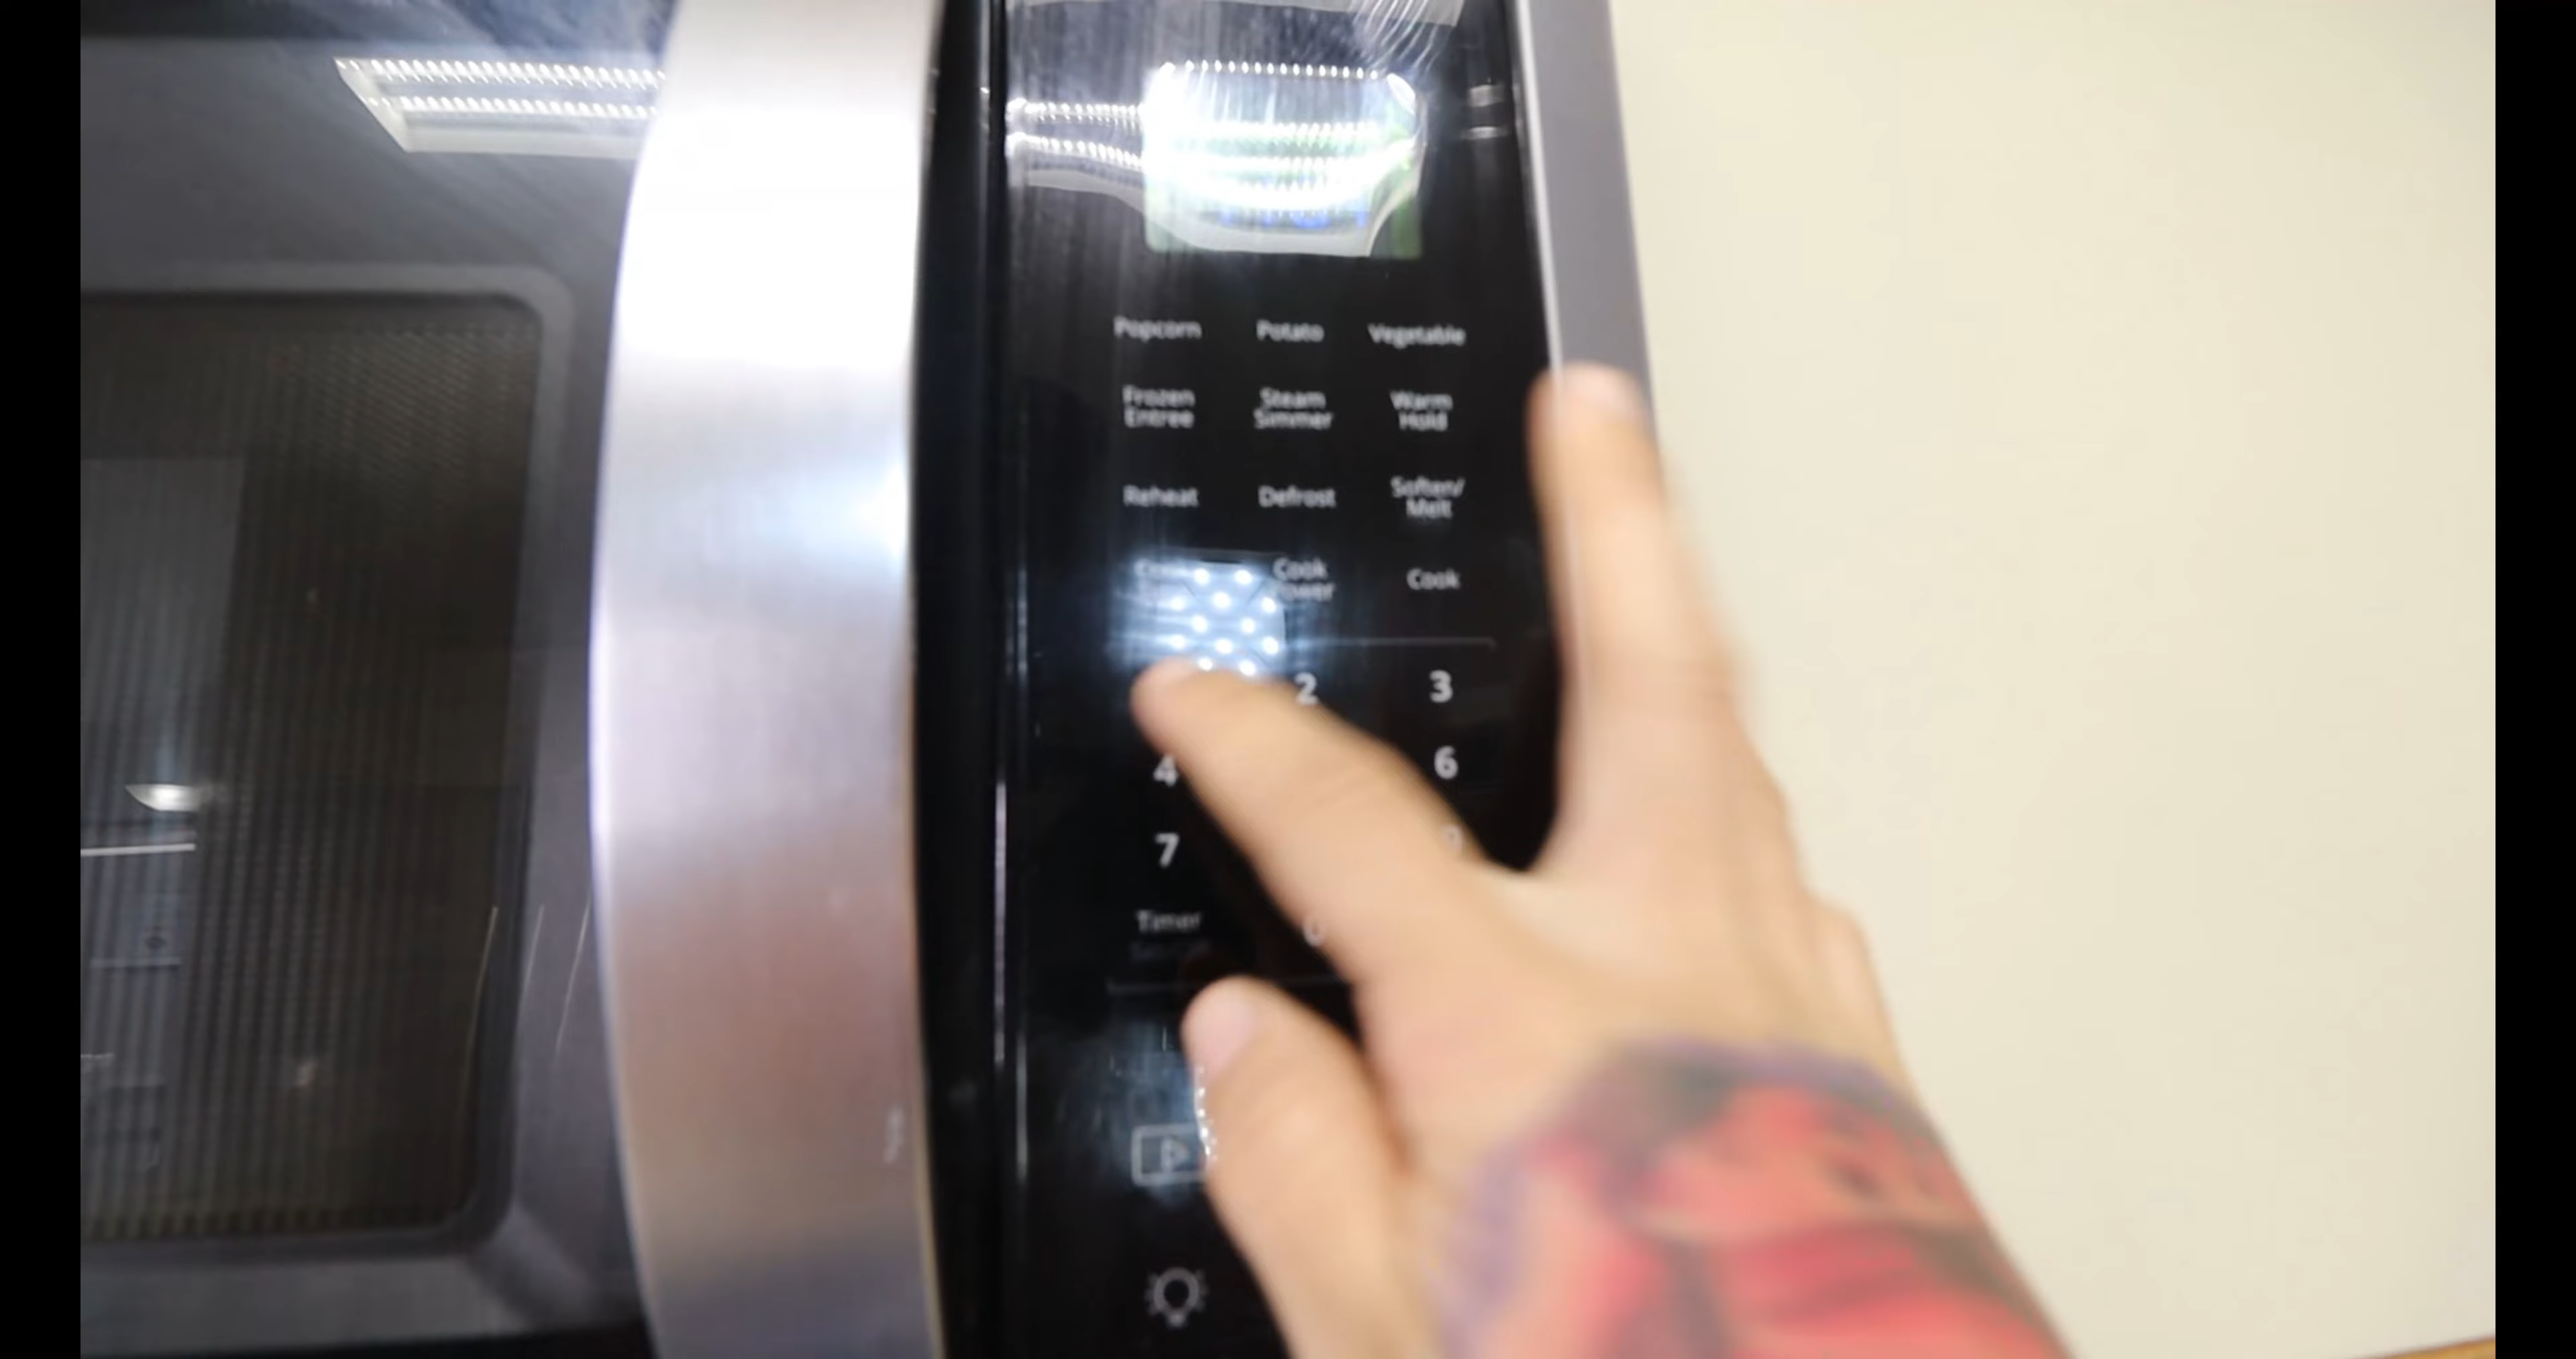 Popcorn Potato Vegetable
Frozen Steam Warm
Entree Simmer Hold
Reheat Defrost Soften/
Melt
Cook Cook
2 3
4 6
7
Timer 0